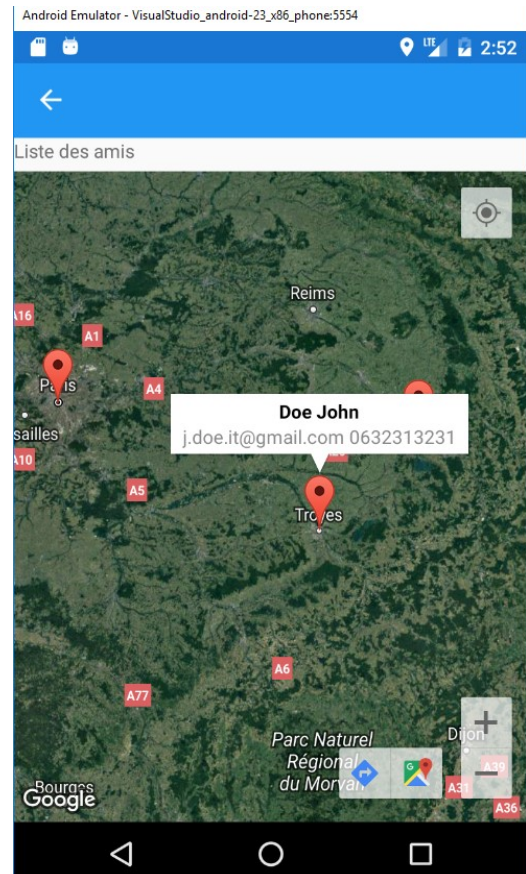 Android Emulator - VisualStudio_android-23_x86_phone:5554
LTE 2:52
Liste des amis
Reims
A16
A1
Paris
A4
sailles
A10
Doe John
j.doe.it@gmail.com 0632313231
A5
Troyes
A6
A77
Parc Naturel
Régional
du Morvan
Dijon
A39
A31
A36
Bourges
Google